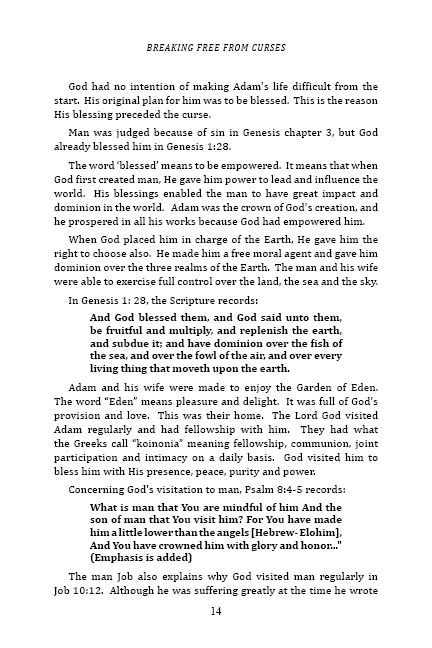 BREAKING FREE FROM CURSES
God had no intention of making Adam's life difficult from the
start. His original plan for him was to be blessed. This is the reason
His blessing preceded the curse.
Man was judged because of sin in Genesis chapter 3, but God
already blessed him in Genesis 1:28.
The word ‘blessed’ means to be empowered. It means that when
God first created man, He gave him power to lead and influence the
world. His blessings enabled the man to have great impact and
dominion in the world. Adam was the crown of God's creation, and
he prospered in all his works because God had empowered him.
When God placed him in charge of the Earth, He gave him the
right to choose also. He made him a free moral agent and gave him
dominion over the three realms of the Earth. The man and his wife
were able to exercise full control over the land, the sea and the sky.
In Genesis 1: 28, the Scripture records:
And God blessed them, and God said unto them,
be fruitful and multiply, and replenish the earth,
and subdue it; and have dominion over the fish of
the sea, and over the fowl of the air, and over every
living thing that moveth upon the earth.
Adam and his wife were made to enjoy the Garden of Eden.
The word “Eden” means pleasure and delight. It was full of God's
provision and love. This was their home. The Lord God visited
Adam regularly and had fellowship with him. They had what
the Greeks call “koinonia” meaning fellowship, communion, joint
participation and intimacy on a daily basis. God visited him to
bless him with His presence, peace, purity and power.
Concerning God's visitation to man, Psalm 8:4-5 records:
What is man that You are mindful of him And the
son of man that You visit him? For You have made
him a little lower than the angels [Hebrew- Elohim],
And You have crowned him with glory and honor..."
(Emphasis is added)
The man Job also explains why God visited man regularly in
Job 10:12. Although he was suffering greatly at the time he wrote
14